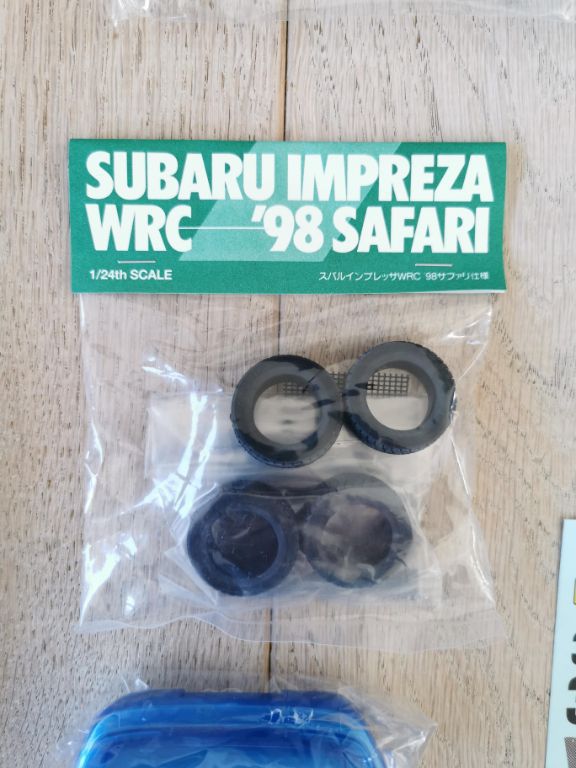 SUBARU IMPREZA
WRC—'98 SAFARI
1/24th SCALE
スバルインプレッサWRC '98サファリ仕様